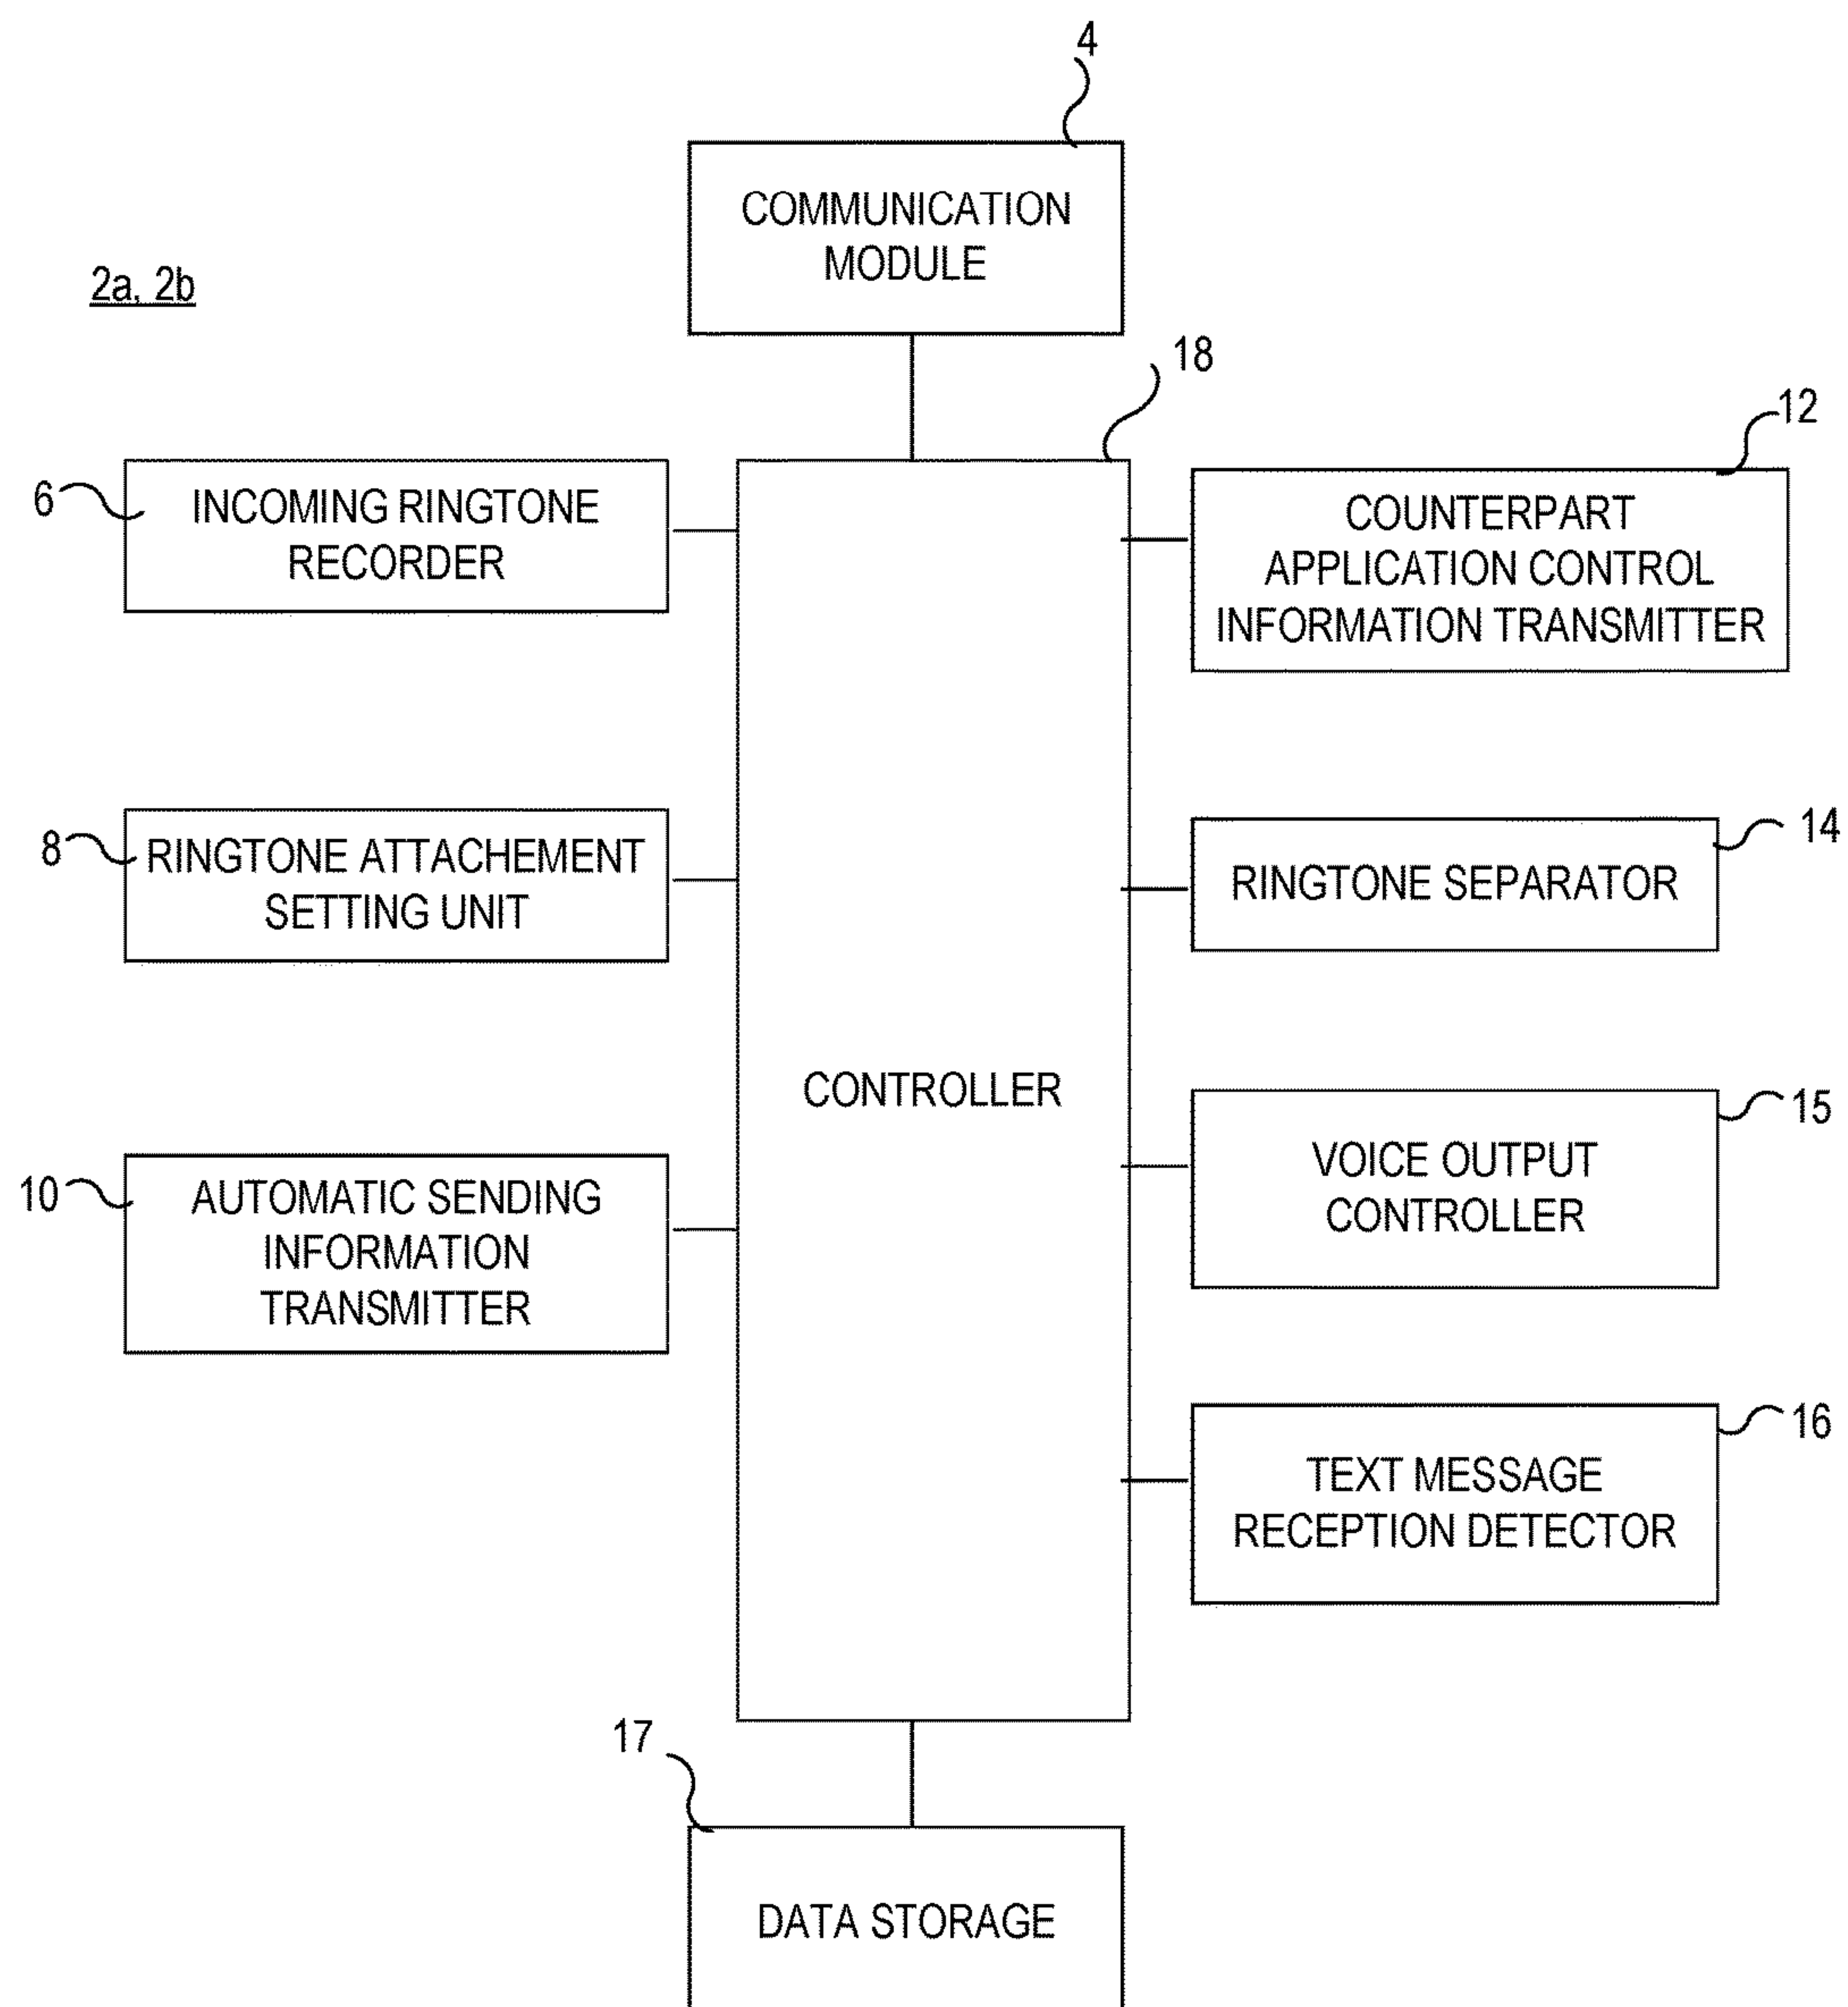 4
COMMUNICATION
MODULE
2a, 2b
18
12
6
INCOMING RINGTONE
RECORDER
COUNTERPART
APPLICATION CONTROL
INFORMATION TRANSMITTER
8
RINGTONE ATTACHEMENT
SETTING UNIT
14
RINGTONE SEPARATOR
CONTROLLER
15
VOICE OUTPUT
CONTROLLER
10
AUTOMATIC SENDING
INFORMATION
TRANSMITTER
16
TEXT MESSAGE
RECEPTION DETECTOR
17
DATA STORAGE